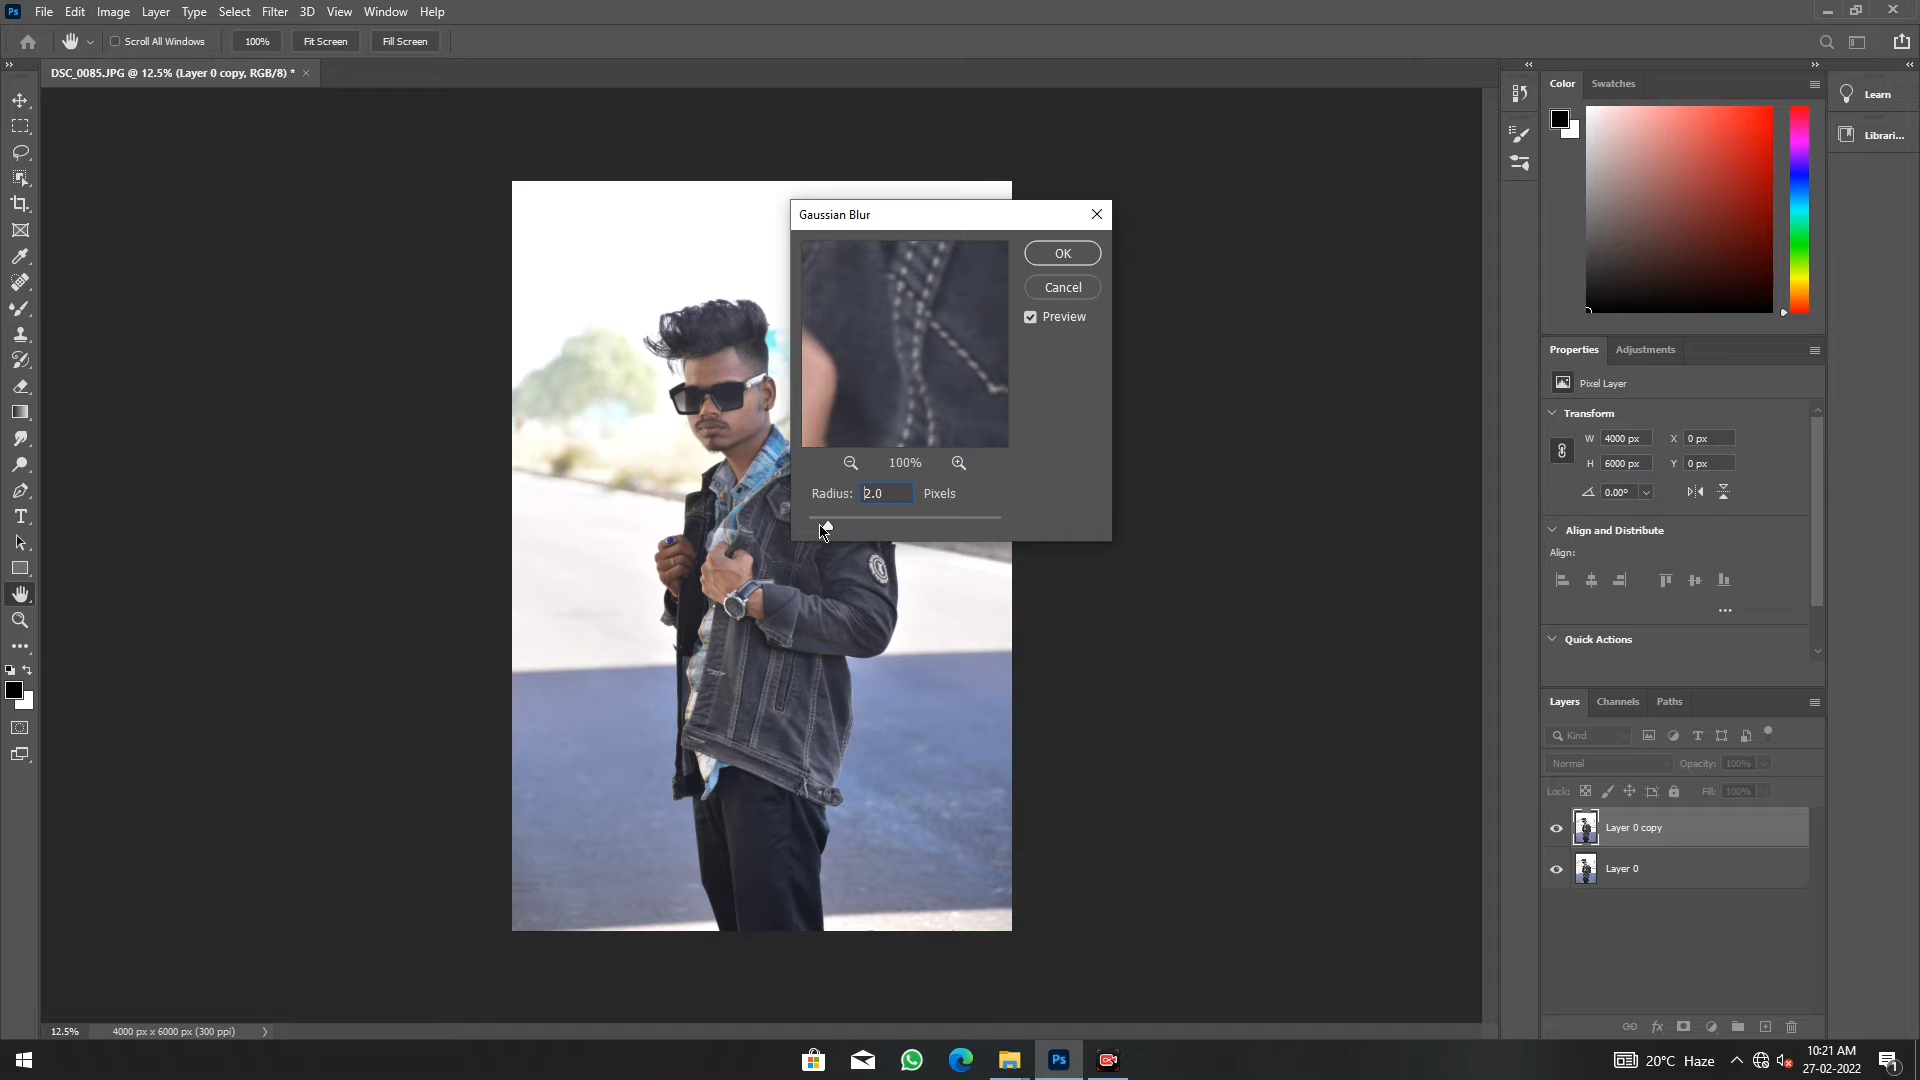 Ps File Edit Image Layer Type Select Filter 3D View Window Help
Scroll All Windows 100% Fit Screen Fill Screen
DSC_0085.JPG @ 12.5% (Layer 0 copy, RGB/8) *
Color Swatches
Learn
Librari...
Gaussian Blur
OK
Cancel
Preview
100%
Radius: 2.0 Pixels
Properties Adjustments
Pixel Layer
Transform
W 4000 px X 0 px
H 6000 px Y 0 px
0.00°
Align and Distribute
Align:
Quick Actions
Layers Channels Paths
Kind
Normal Opacity: 100%
Lock: Fill: 100%
Layer 0 copy
Layer 0
fx
12.5% 4000 px x 6000 px (300 ppi)
Ps
20°C Haze
10:21 AM
27-02-2022
1